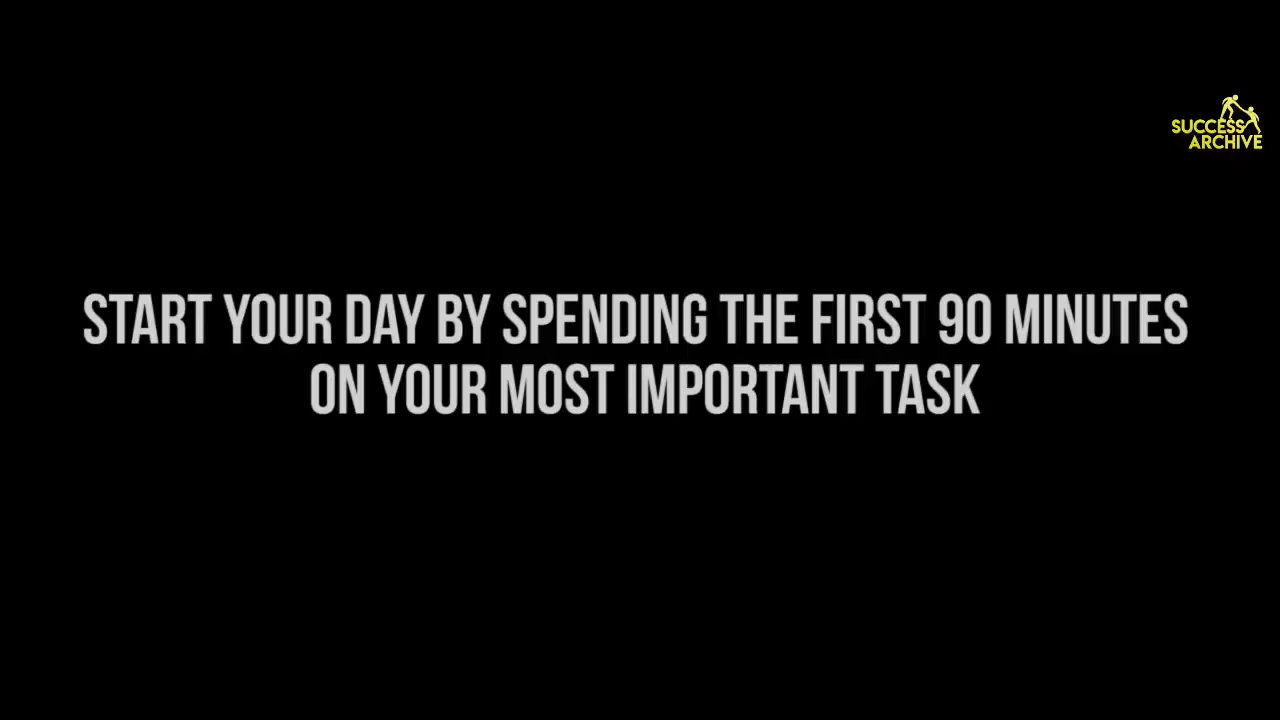 SUCCESS
ARCHIVE
START YOUR DAY BY SPENDING THE FIRST 90 MINUTES
ON YOUR MOST IMPORTANT TASK